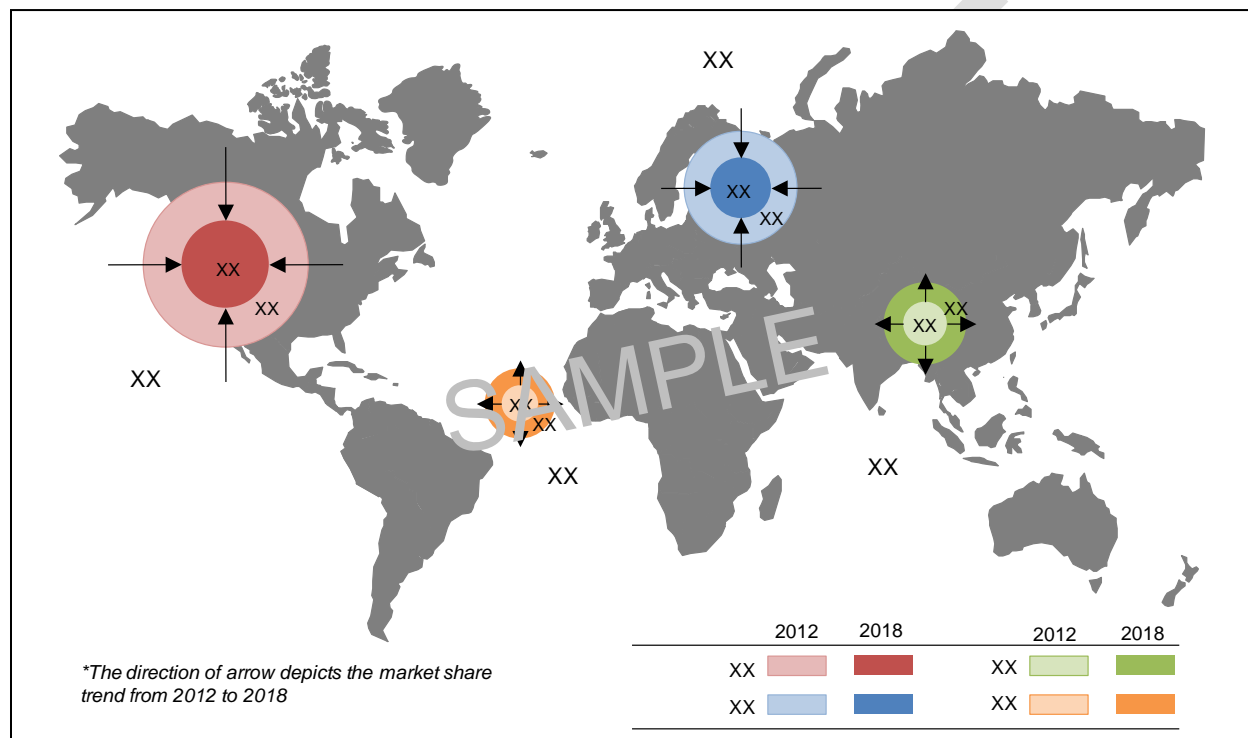 XX
XX
XX
XX
XX
XX
XX
XX
XX
XX
XX
XX
SAMPLE
2012 2018 2012 2018
XX XX
XX XX
*The direction of arrow depicts the market share
trend from 2012 to 2018